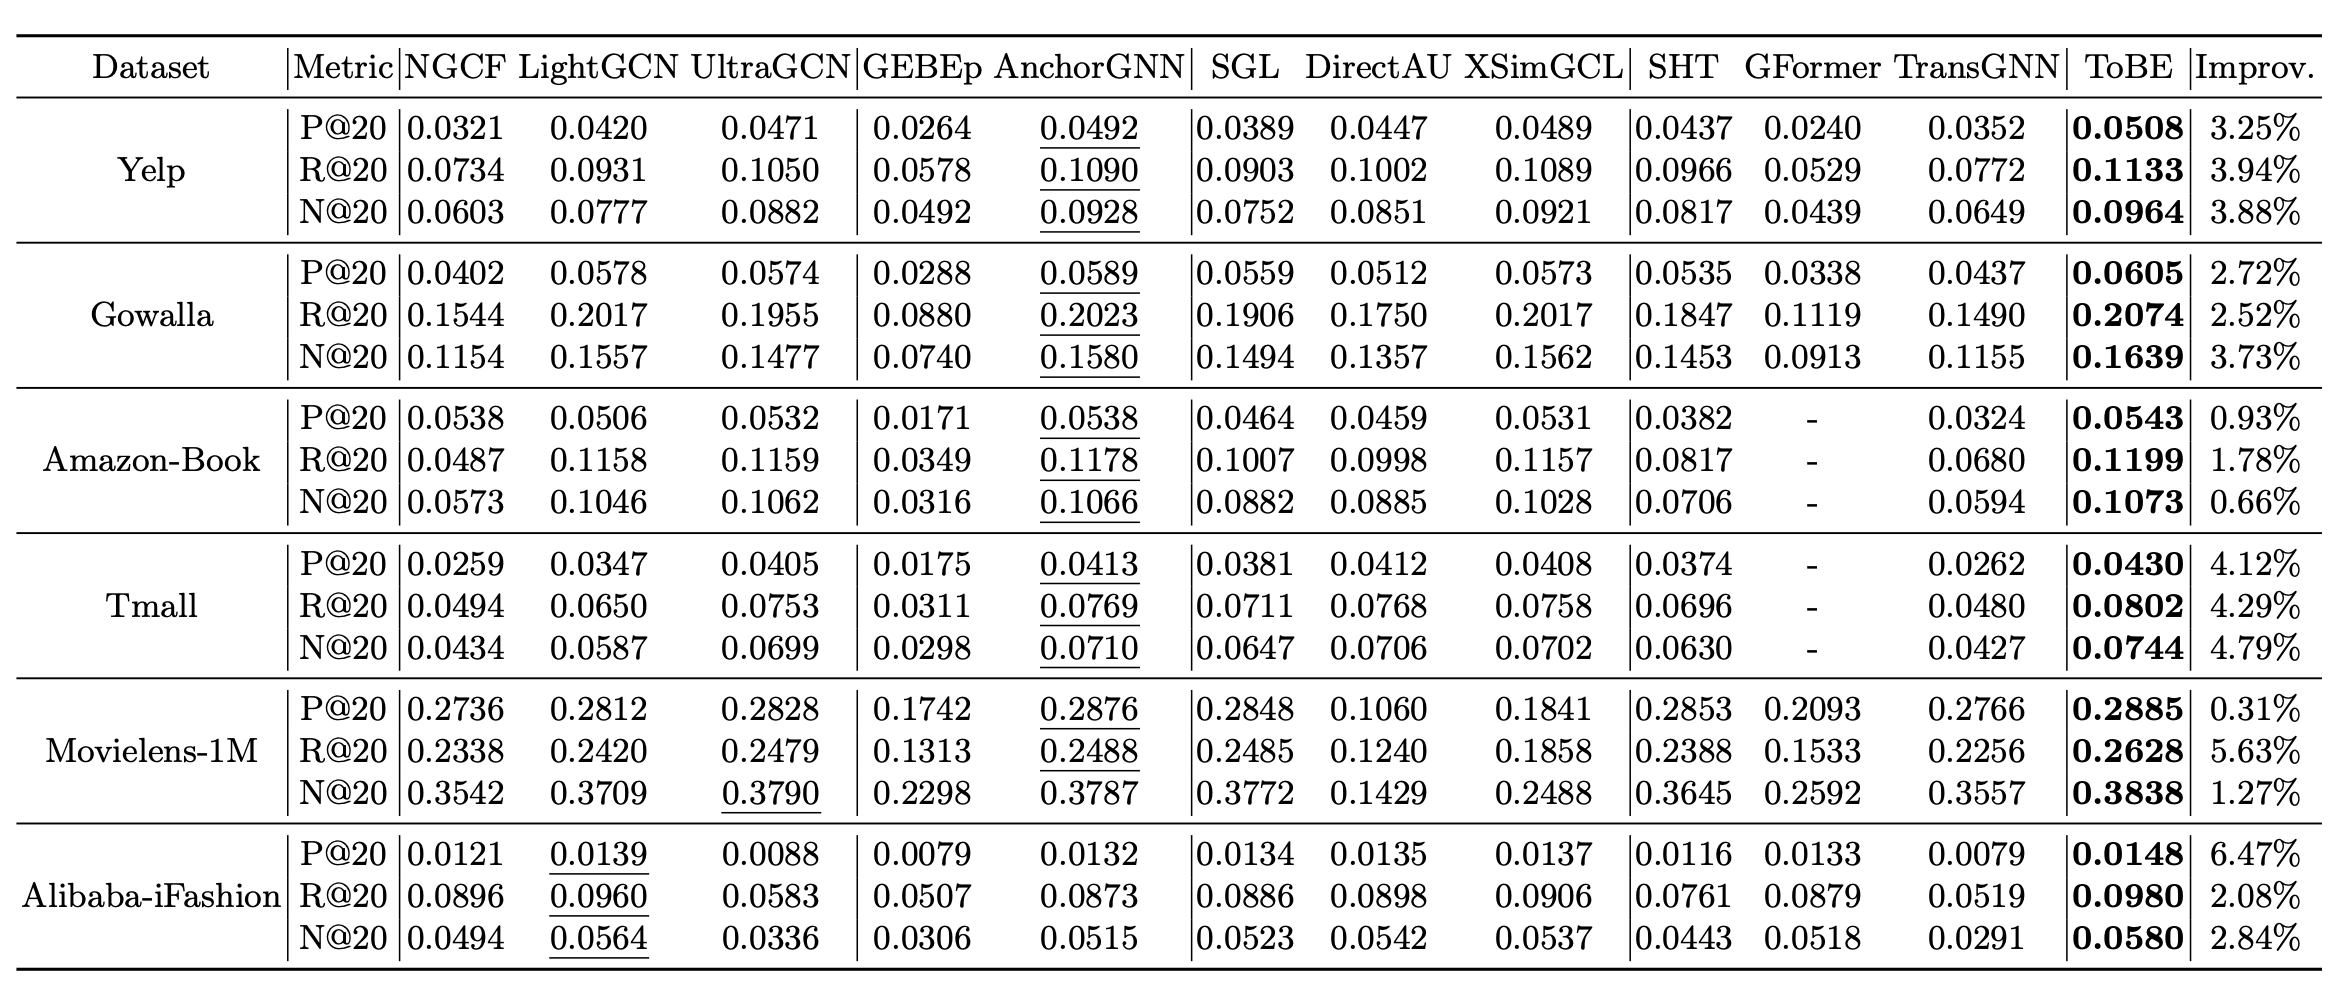 Dataset Metric NGCF LightGCN UltraGCN GEBEp AnchorGNN SGL DirectAU XSimGCL SHT GFormer TransGNN ToBE Improv.
P@20 0.0321 0.0420 0.0471 0.0264 0.0492 0.0389 0.0447 0.0489 0.0437 0.0240 0.0352 0.0508 3.25%
Yelp R@20 0.0734 0.0931 0.1050 0.0578 0.1090 0.0903 0.1002 0.1089 0.0966 0.0529 0.0772 0.1133 3.94%
N@20 0.0603 0.0777 0.0882 0.0492 0.0928 0.0752 0.0851 0.0921 0.0817 0.0439 0.0649 0.0964 3.88%
P@20 0.0402 0.0578 0.0574 0.0288 0.0589 0.0559 0.0512 0.0573 0.0535 0.0338 0.0437 0.0605 2.72%
Gowalla R@20 0.1544 0.2017 0.1955 0.0880 0.2023 0.1906 0.1750 0.2017 0.1847 0.1119 0.1490 0.2074 2.52%
N@20 0.1154 0.1557 0.1477 0.0740 0.1580 0.1494 0.1357 0.1562 0.1453 0.0913 0.1155 0.1639 3.73%
P@20 0.0538 0.0506 0.0532 0.0171 0.0538 0.0464 0.0459 0.0531 0.0382 - 0.0324 0.0543 0.93%
Amazon-Book R@20 0.0487 0.1158 0.1159 0.0349 0.1178 0.1007 0.0998 0.1157 0.0817 - 0.0680 0.1199 1.78%
N@20 0.0573 0.1046 0.1062 0.0316 0.1066 0.0882 0.0885 0.1028 0.0706 - 0.0594 0.1073 0.66%
P@20 0.0259 0.0347 0.0405 0.0175 0.0413 0.0381 0.0412 0.0408 0.0374 - 0.0262 0.0430 4.12%
Tmall R@20 0.0494 0.0650 0.0753 0.0311 0.0769 0.0711 0.0768 0.0758 0.0696 - 0.0480 0.0802 4.29%
N@20 0.0434 0.0587 0.0699 0.0298 0.0710 0.0647 0.0706 0.0702 0.0630 - 0.0427 0.0744 4.79%
P@20 0.2736 0.2812 0.2828 0.1742 0.2876 0.2848 0.1060 0.1841 0.2853 0.2093 0.2766 0.2885 0.31%
Movielens-1M R@20 0.2338 0.2420 0.2479 0.1313 0.2488 0.2485 0.1240 0.1858 0.2388 0.1533 0.2256 0.2628 5.63%
N@20 0.3542 0.3709 0.3790 0.2298 0.3787 0.3772 0.1429 0.2488 0.3645 0.2592 0.3557 0.3838 1.27%
P@20 0.0121 0.0139 0.0088 0.0079 0.0132 0.0134 0.0135 0.0137 0.0116 0.0133 0.0079 0.0148 6.47%
Alibaba-iFashion R@20 0.0896 0.0960 0.0583 0.0507 0.0873 0.0886 0.0898 0.0906 0.0761 0.0879 0.0519 0.0980 2.08%
N@20 0.0494 0.0564 0.0336 0.0306 0.0515 0.0523 0.0542 0.0537 0.0443 0.0518 0.0291 0.0580 2.84%